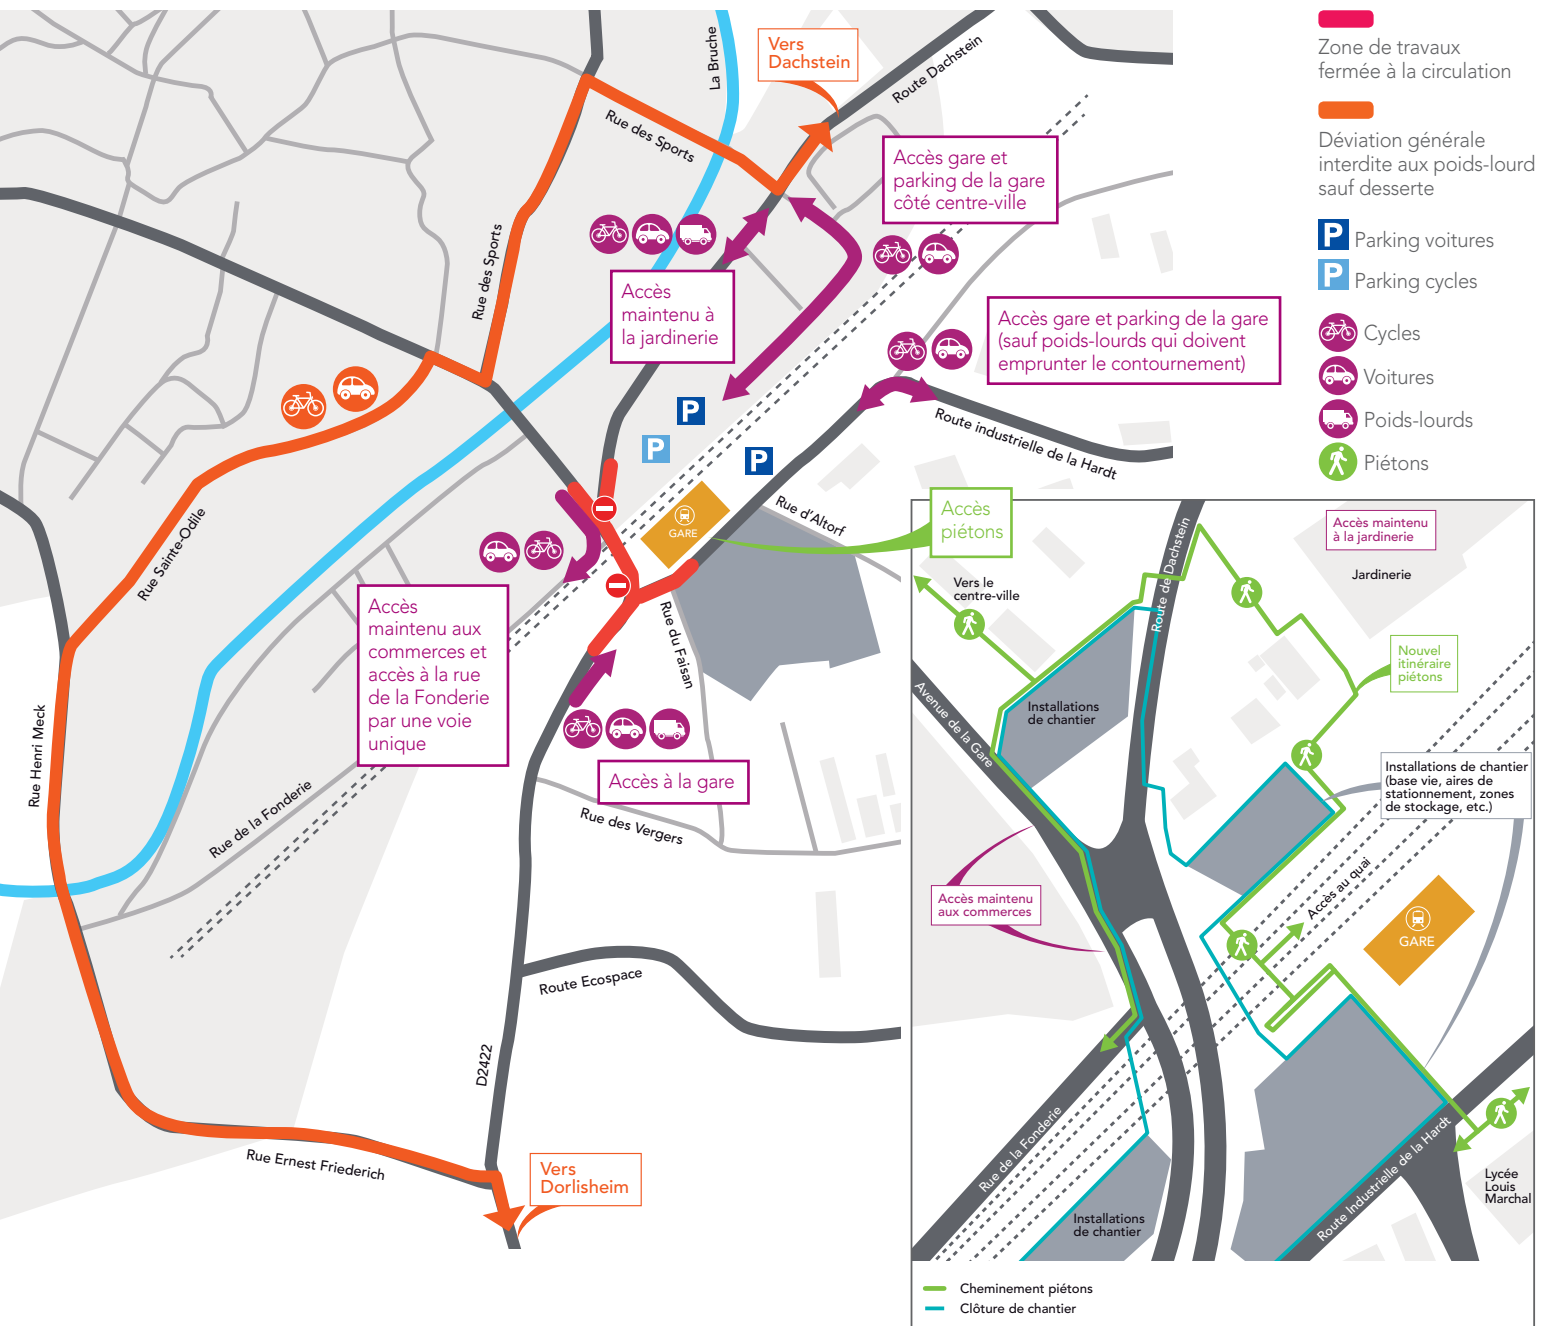 La Bruche
Vers
Dachstein
Route Dachstein
Rue des Sports
Accès gare et
parking de la gare
côté centre-ville
Rue des Sports
Accès
maintenu à
la jardinerie
Accès gare et parking de la gare
(sauf poids-lourds qui doivent
emprunter le contournement)
Route industrielle de la Hardt
P
P
P
Rue d'Altorf
GARE
Accès
piétons
Rue Sainte-Odile
Accès
maintenu aux
commerces et
accès à la rue
de la Fonderie
par une voie
unique
Rue du Faisan
Accès à la gare
Rue Henri Meck
Rue de la Fonderie
Rue des Vergers
Route Ecospace
D2422
Rue Ernest Friederich
Vers
Dorlisheim
Zone de travaux
fermée à la circulation
Déviation générale
interdite aux poids-lourd
sauf desserte
P Parking voitures
P Parking cycles
Cycles
Voitures
Poids-lourds
Piétons
Route de Dachstein
Accès maintenu
à la jardinerie
Jardinerie
Vers le
centre-ville
Nouvel
itinéraire
piétons
Avenue de la Gare
Installations
de chantier
Installations de chantier
(base vie, aires de
stationnement, zones
de stockage, etc.)
Accès maintenu
aux commerces
Accès au quai
GARE
Rue de la Fonderie
Route Industrielle de la Hardt
Lycée
Louis
Marchal
Installations
de chantier
Cheminement piétons
Clôture de chantier